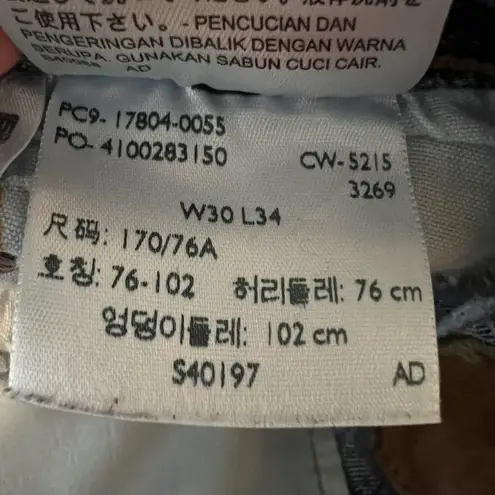 ご使用下さい。- PENCUCIAN DAN
PENGERINGAN DIBALIK DENGAN WARNA
SERUPA. GUNAKAN SABUN CUCI CAIR.
AD
PC9- 17804-0055
PO- 4100283150
CW-5215
3269
W30 L34
尺码: 170/76A
호칭: 76-102 허리둘레: 76 cm
엉덩이둘레: 102 cm
S40197 AD